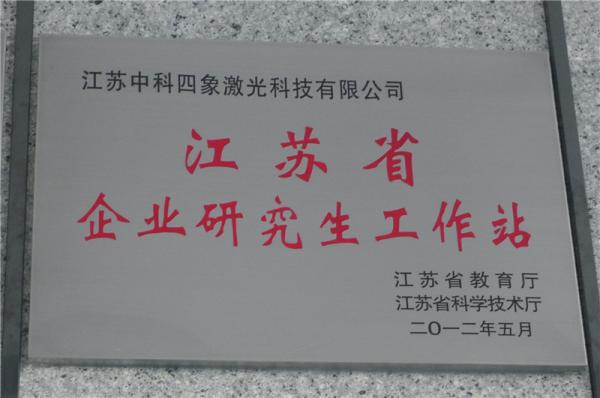 江苏中科四象激光科技有限公司
江苏省
企业研究生工作站
江苏省教育厅
江苏省科学技术厅
二〇一二年五月